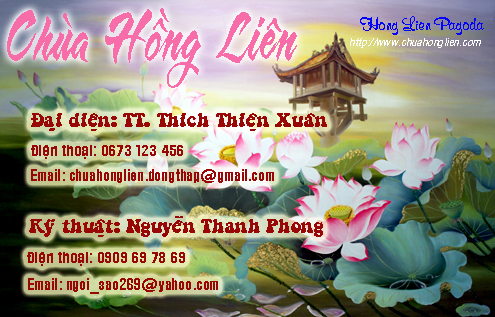 Chùa Hồng Liên
Hong Lien Pagoda
http://www.chuahonglien.com
Đại diện: TT. Thích Thiện Xuân
Điện thoại: 0673 123 456
Email: chuahonglien.dongthap@gmail.com
Kỹ thuật: Nguyễn Thanh Phong
Điện thoại: 0909 69 78 69
Email: ngoi_sao269@yahoo.com